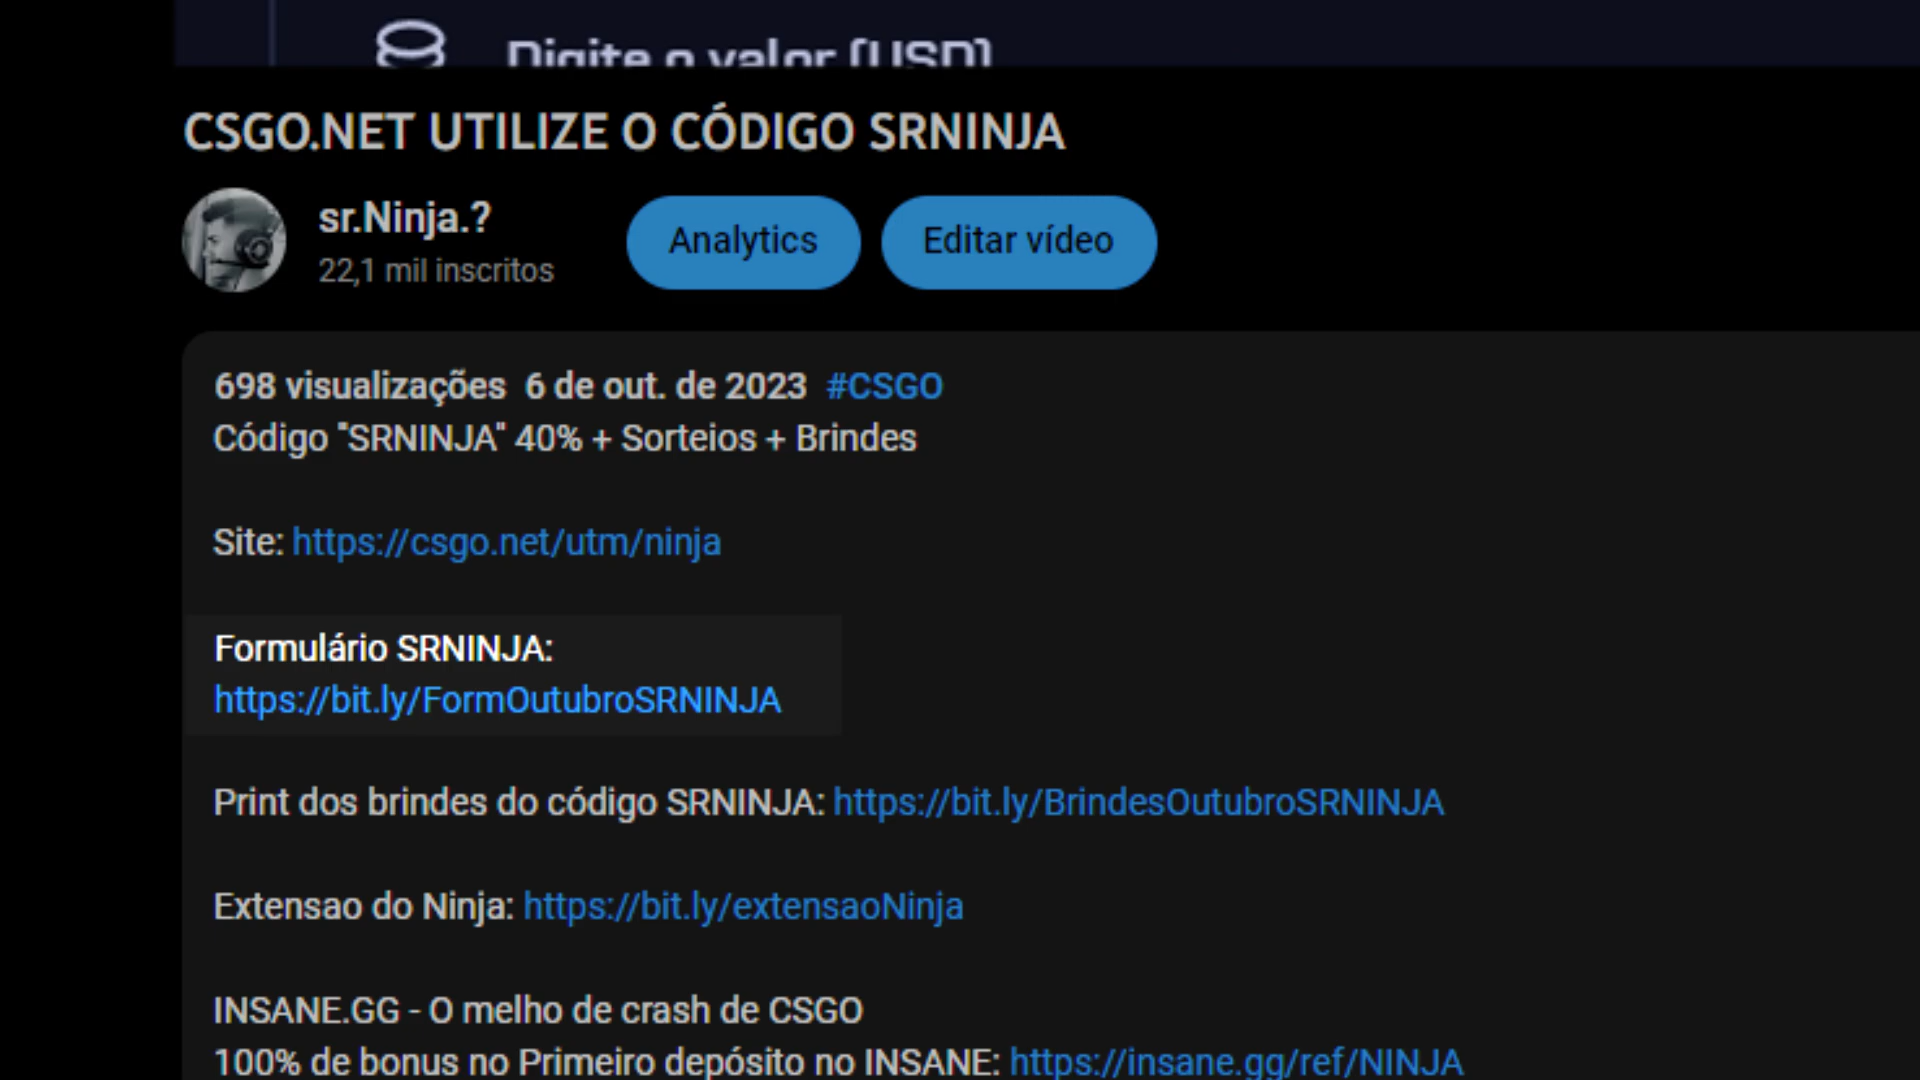 Digite o valor (USD)
CSGO.NET UTILIZE O CÓDIGO SRNINJA
sr.Ninja.?
22,1 mil inscritos
Analytics
Editar vídeo
698 visualizações 6 de out. de 2023 #CSGO
Código "SRNINJA" 40% + Sorteios + Brindes
Site: https://csgo.net/utm/ninja
Formulário SRNINJA:
https://bit.ly/FormOutubroSRNINJA
Print dos brindes do código SRNINJA: https://bit.ly/BrindesOutubroSRNINJA
Extensao do Ninja: https://bit.ly/extensaoNinja
INSANE.GG - O melho de crash de CSGO
100% de bonus no Primeiro depósito no INSANE: https://insane.gg/ref/NINJA